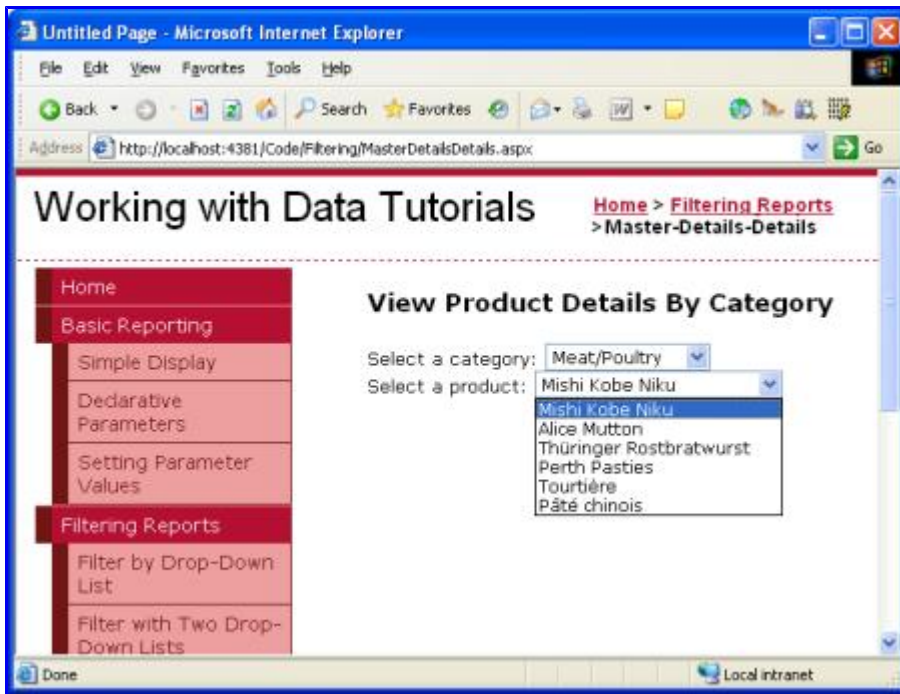 Untitled Page - Microsoft Internet Explorer
File Edit View Favorites Tools Help
Back Search Favorites
Address http://localhost:4381/Code/Filtering/MasterDetailsDetails.aspx Go
Working with Data Tutorials
Home > Filtering Reports
> Master-Details-Details
Home
Basic Reporting
Simple Display
Declarative
Parameters
Setting Parameter
Values
Filtering Reports
Filter by Drop-Down
List
Filter with Two Drop-
Down Lists
View Product Details By Category
Select a category: Meat/Poultry
Select a product: Mishi Kobe Niku
Mishi Kobe Niku
Alice Mutton
Thüringer Rostbratwurst
Perth Pasties
Tourtière
Pâté chinois
Done Local intranet